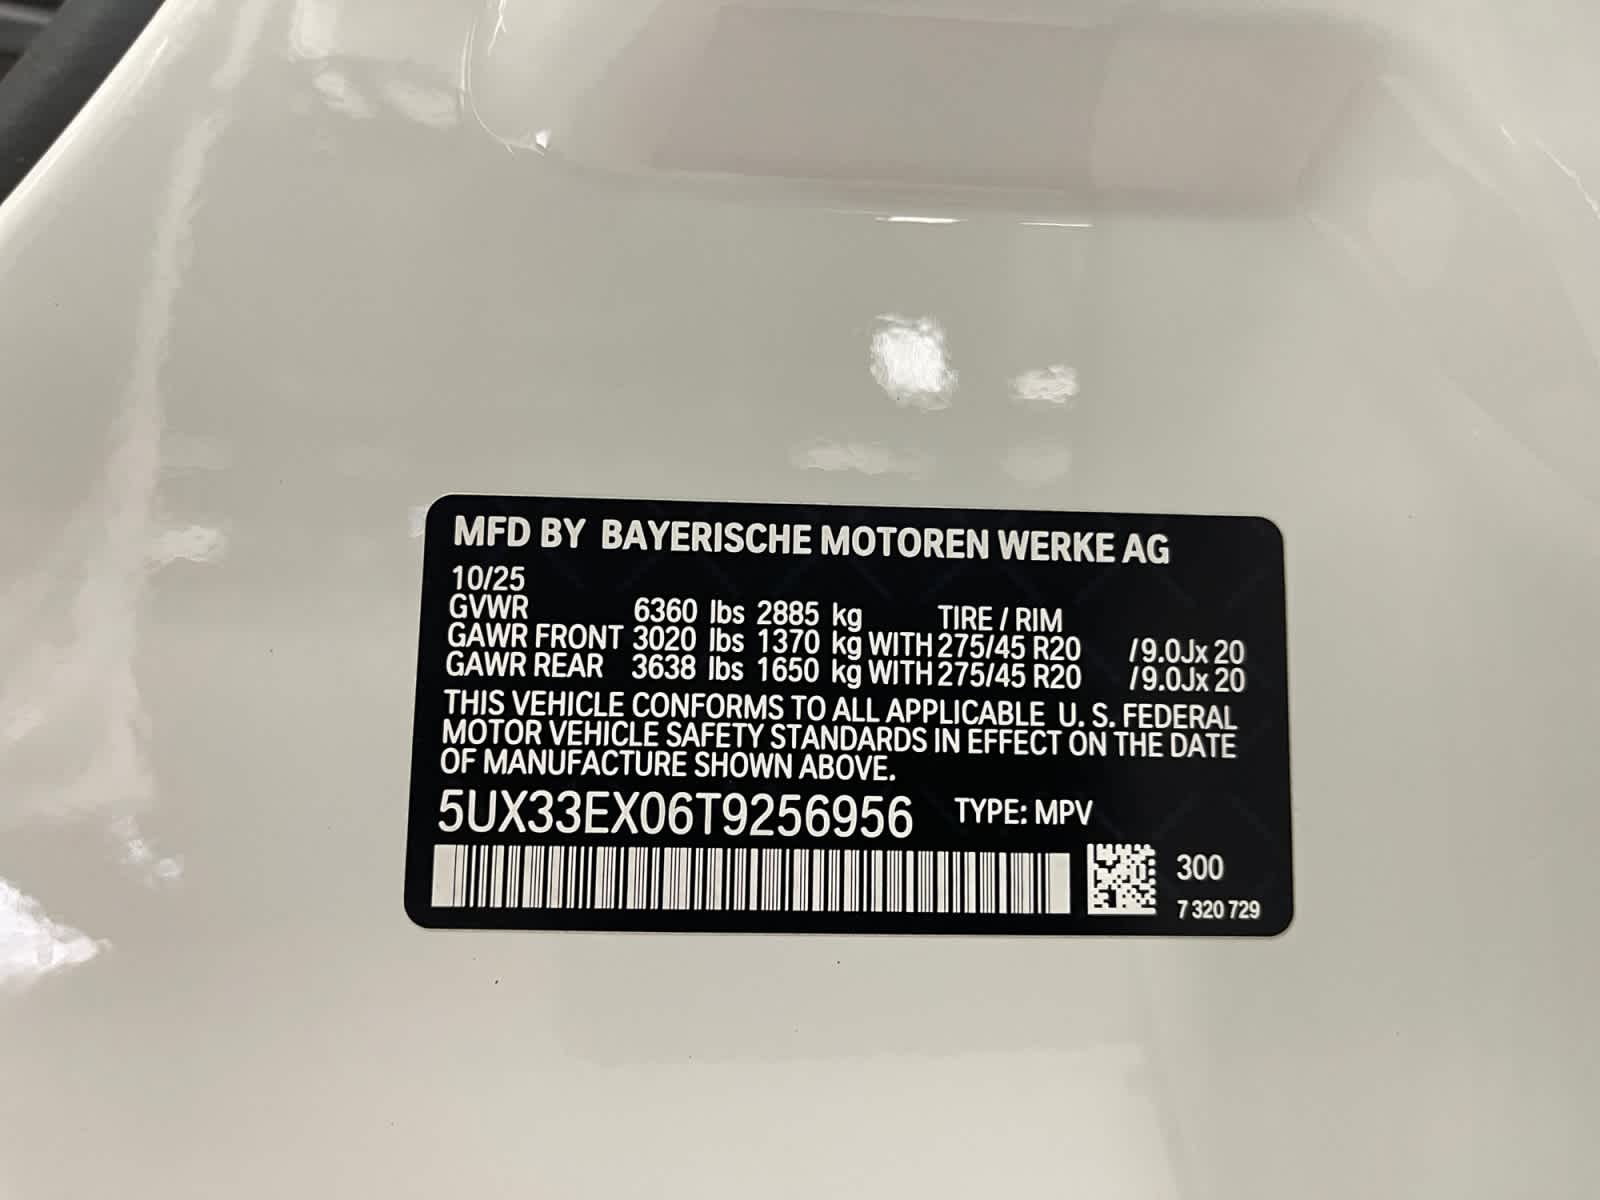 MFD BY BAYERISCHE MOTOREN WERKE AG
10/25
GVWR 6360 lbs 2885 kg TIRE / RIM
GAWR FRONT 3020 lbs 1370 kg WITH 275/45 R20 /9.0Jx 20
GAWR REAR 3638 lbs 1650 kg WITH 275/45 R20 /9.0Jx 20
THIS VEHICLE CONFORMS TO ALL APPLICABLE U. S. FEDERAL
MOTOR VEHICLE SAFETY STANDARDS IN EFFECT ON THE DATE
OF MANUFACTURE SHOWN ABOVE.
5UX33EX06T9256956 TYPE: MPV
300
7 320 729